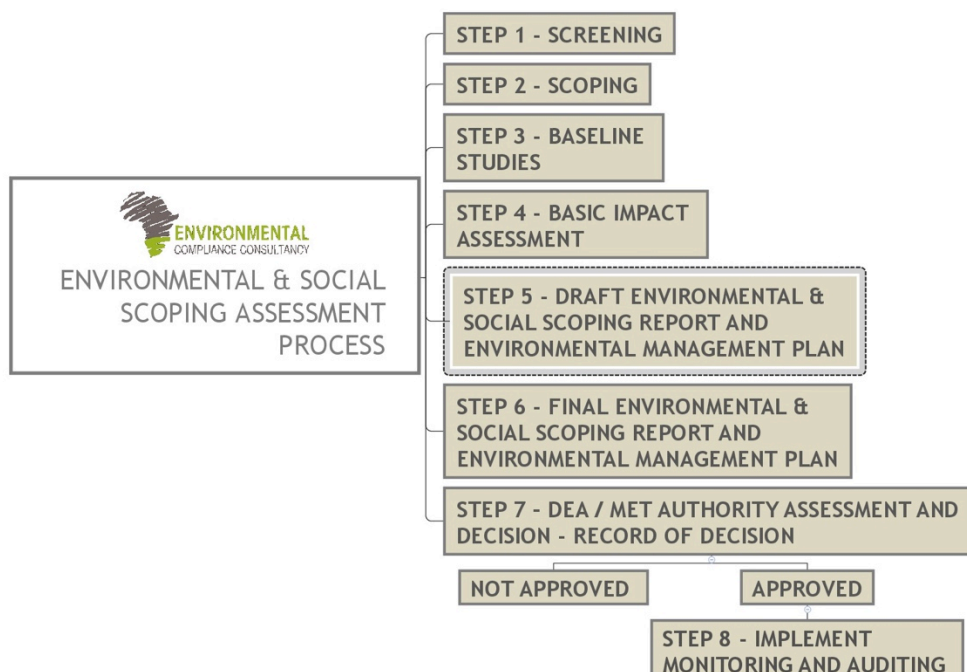 STEP 1 - SCREENING
STEP 2 - SCOPING
STEP 3 - BASELINE
STUDIES
STEP 4 - BASIC IMPACT
ASSESSMENT
ENVIRONMENTAL
COMPLIANCE CONSULTANCY
ENVIRONMENTAL & SOCIAL
SCOPING ASSESSMENT
PROCESS
STEP 5 - DRAFT ENVIRONMENTAL &
SOCIAL SCOPING REPORT AND
ENVIRONMENTAL MANAGEMENT PLAN
STEP 6 - FINAL ENVIRONMENTAL &
SOCIAL SCOPING REPORT AND
ENVIRONMENTAL MANAGEMENT PLAN
STEP 7 - DEA / MET AUTHORITY ASSESSMENT AND
DECISION - RECORD OF DECISION
NOT APPROVED
APPROVED
STEP 8 - IMPLEMENT
MONITORING AND AUDITING